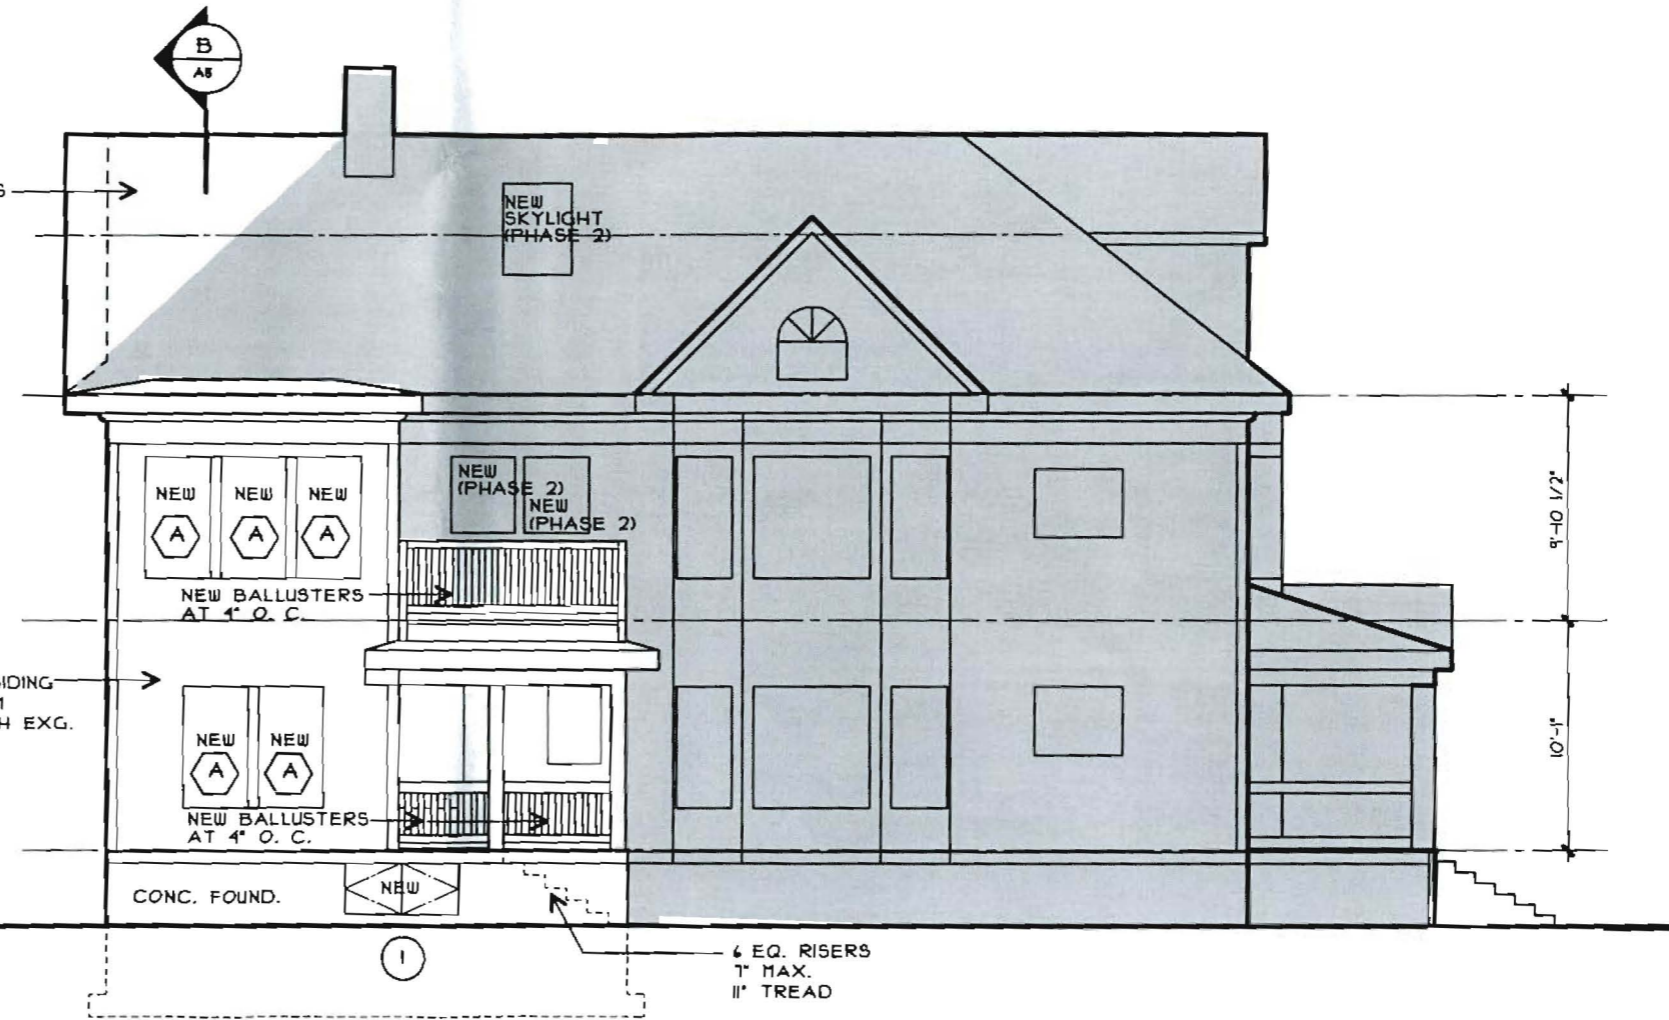 B
A5
NEW
SKYLIGHT
(PHASE 2)
NEW
(PHASE 2)
NEW
(PHASE 2)
NEW NEW NEW
A A A
NEW BALLUSTERS
AT 4" O. C.
9'-10 1/2"
SIDING
H EXG.
NEW NEW
A A
NEW BALLUSTERS
AT 4" O. C.
10'-1"
CONC. FOUND.
NEW
1
6 EQ. RISERS
7" MAX.
11" TREAD